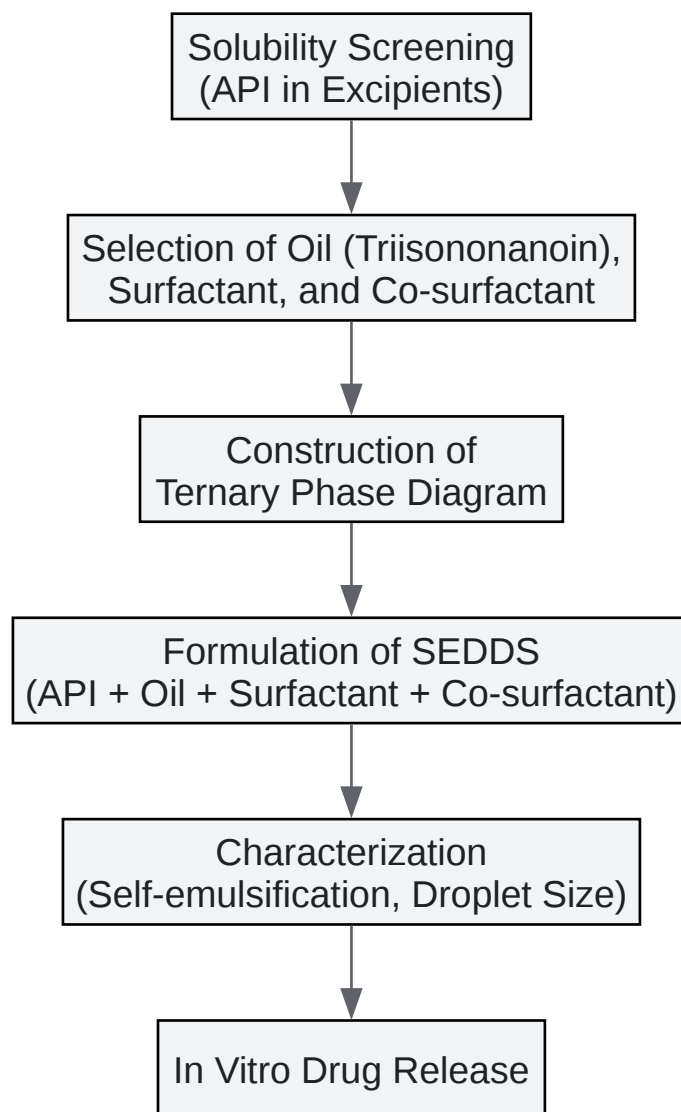 Solubility Screening
(API in Excipients)
Selection of Oil (Triisononanoin),
Surfactant, and Co-surfactant
Construction of
Ternary Phase Diagram
Formulation of SEDDS
(API + Oil + Surfactant + Co-surfactant)
Characterization
(Self-emulsification, Droplet Size)
In Vitro Drug Release